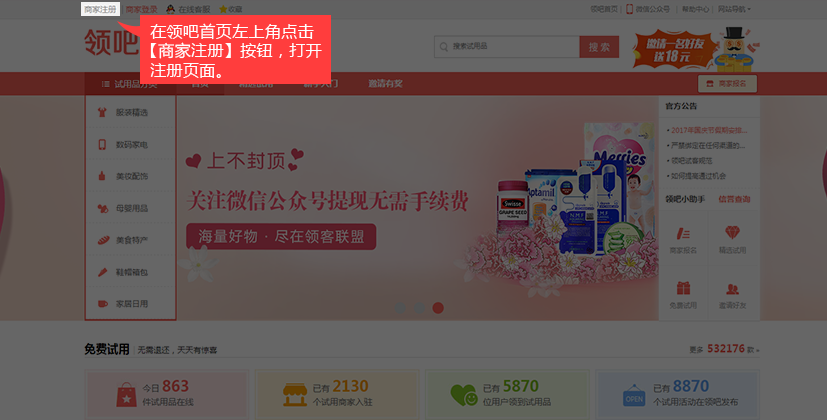 商家注册 商家登录 在线客服 收藏
领吧首页 微信公众号 帮助中心 网站导航
在领吧首页左上角点击
【商家注册】按钮，打开
注册页面。
领吧
搜索试用品
搜 索
邀请一名好友
送18元
试用品分类 首页 邀请有奖
商家报名
服装精选
数码家电
美妆配饰
母婴用品
美食特产
鞋帽箱包
家居日用
上不封顶
关注微信公众号提现无需手续费
海量好物·尽在领客联盟
swisse
GRAPE SEED
Aptamil
Merries
官方公告
2017年国庆节假期安排...
严禁绑定在任何渠道的...
领吧试客规范
如何提高通过机会
领吧小助手 信誉查询
商家报名 精选试用
免费试用 邀请好友
免费试用 无需退还，天天有惊喜
更多 532176 款 »
今日 863
件试用品在线
已有 2130
个试用商家入驻
已有 5870
位用户领到试用品
OPEN
已有 8870
个试用活动在领吧发布